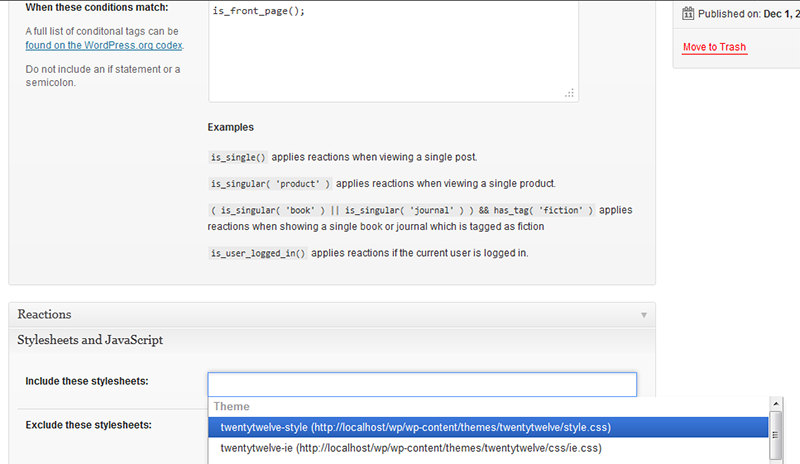 When these conditions match:
is_front_page();
A full list of conditonal tags can be
found on the WordPress.org codex.
Do not include an if statement or a
semicolon.
Examples
is_single() applies reactions when viewing a single post.
is_singular( 'product' ) applies reactions when viewing a single product.
( is_singular( 'book' ) || is_singular( 'journal' ) ) && has_tag( 'fiction' ) applies
reactions when showing a single book or journal which is tagged as fiction
is_user_logged_in() applies reactions if the current user is logged in.
11 Published on: Dec 1, 2
Move to Trash
Reactions
Stylesheets and JavaScript
Include these stylesheets:
Theme
Exclude these stylesheets:
twentytwelve-style (http://localhost/wp/wp-content/themes/twentytwelve/style.css)
twentytwelve-ie (http://localhost/wp/wp-content/themes/twentytwelve/css/ie.css)